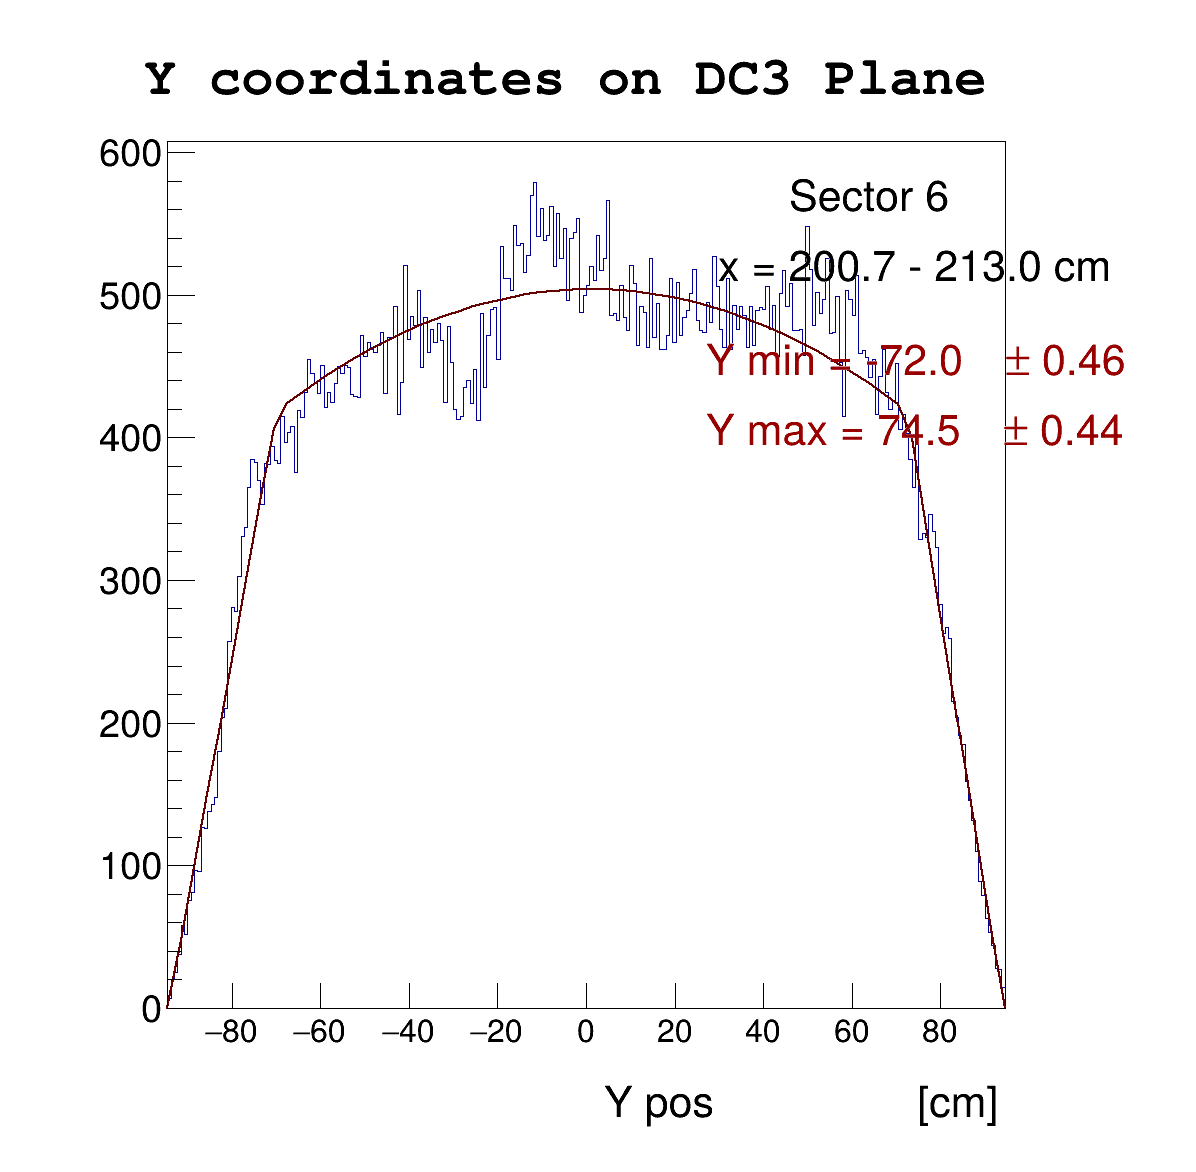 Y coordinates on DC3 Plane
600
Sector 6
x = 200.7 - 213.0 cm
500
Y min = -72.0 ± 0.46
Y max = 74.5 ± 0.44
400
300
200
100
0
−80 −60 −40 −20 0 20 40 60 80
Y pos [cm]